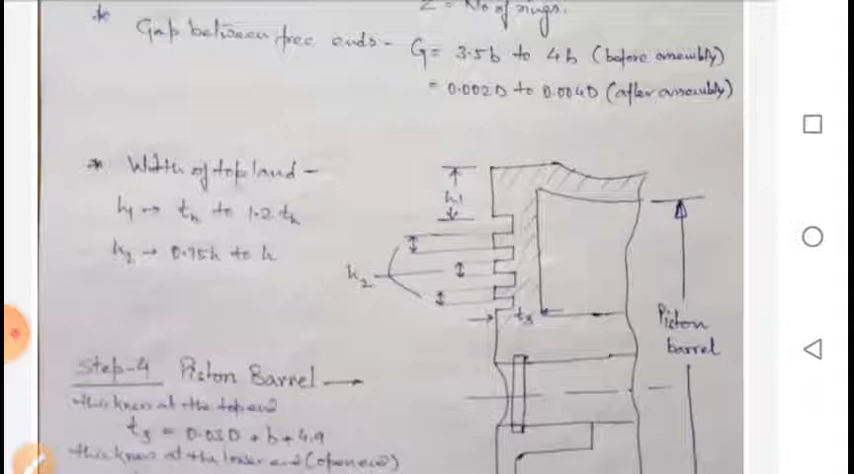 Z = No of rings.
* Gap between free ends - G = 3.5b to 4b (before assembly)
= 0.002D to 0.004D (after assembly)
* Width of top land -
h1 → th to 1.2 th
h2 → 0.75h to h
h1
h2
t3
Piston
barrel
Step-4 Piston Barrel →
thickness at the top end
t3 = 0.03D + b + 4.9
thickness at the lower end (open end)